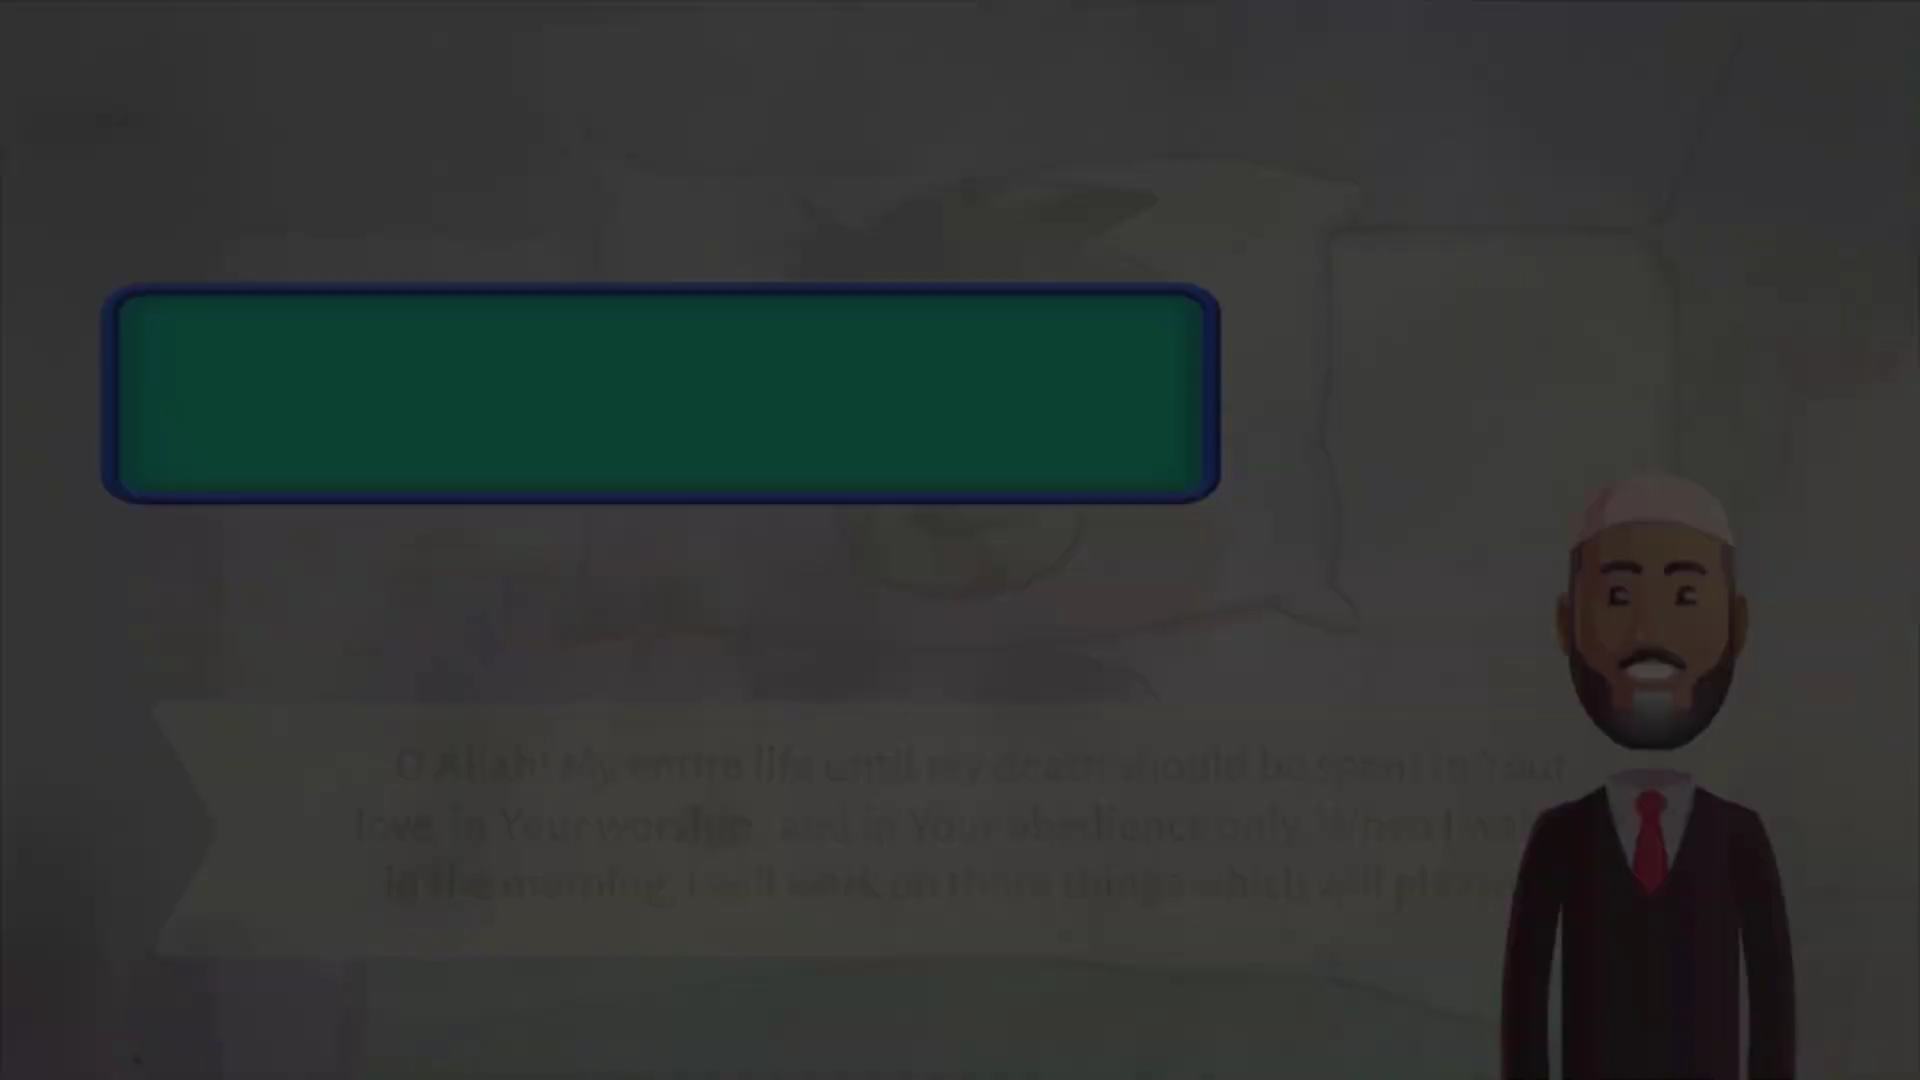 O Allah! My entire life until my death should be spent in Your
love, in Your worship, and in Your obedience only. When I
in the morning, I will work on those things which will